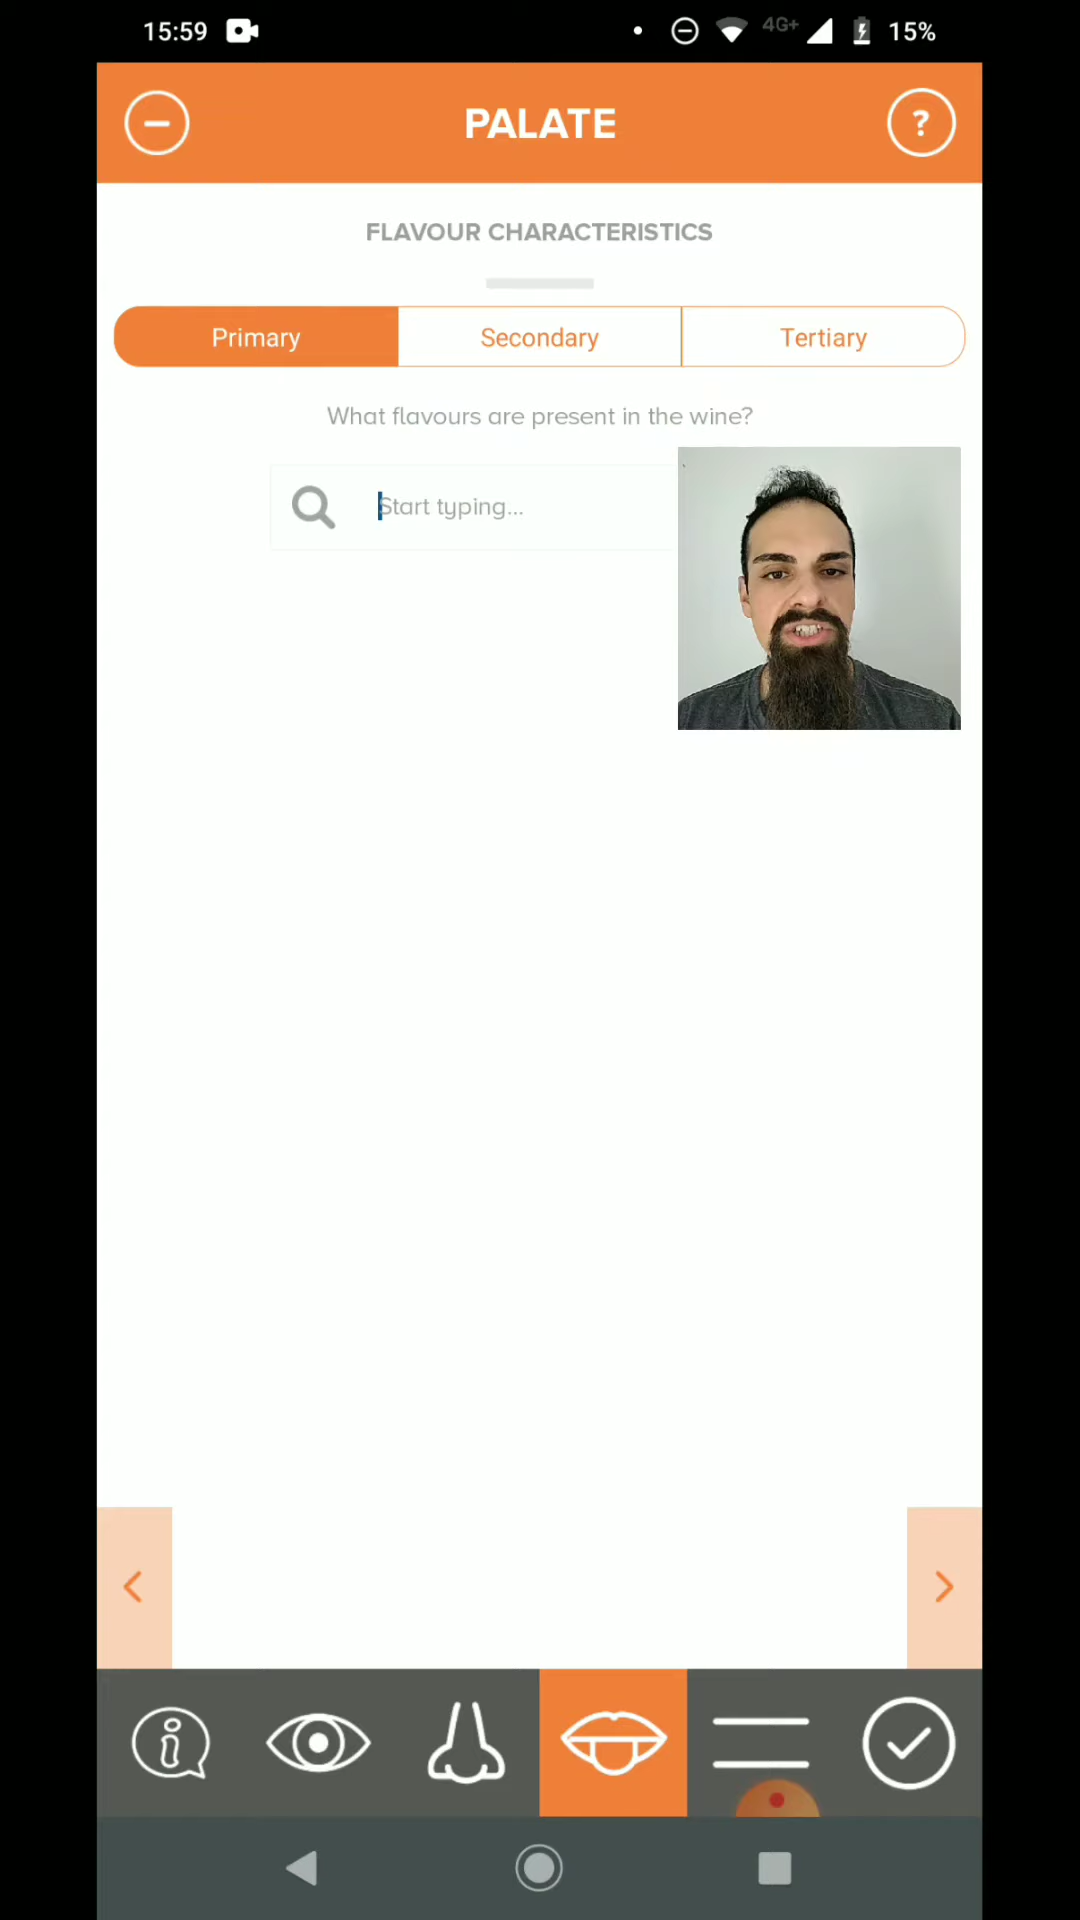 15:59 4G+ 15%
PALATE ?
FLAVOUR CHARACTERISTICS
Primary Secondary Tertiary
What flavours are present in the wine?
Start typing...